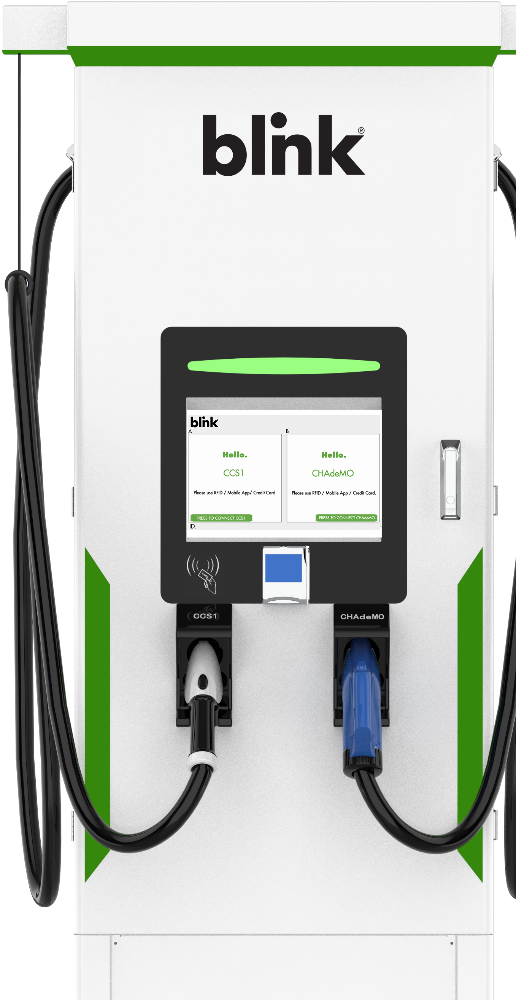 blink®
blink
A
B
Hello.
Hello.
CCS1
CHAdeMO
Please use RFID / Mobile App/ Credit Card.
Please use RFID / Mobile App / Credit Card.
PRESS TO CONNECT CCS1
PRESS TO CONNECT CHAdeMO
ID:
CARD
CCS1
CHAdeMO